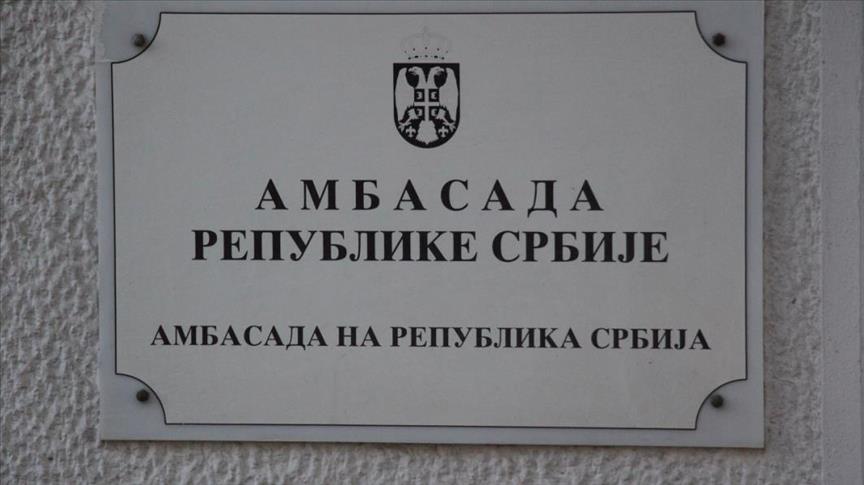 АМБАСАДА
РЕПУБЛИКЕ СРБИЈЕ
АМБАСАДА НА РЕПУБЛИКА СРБИЈА